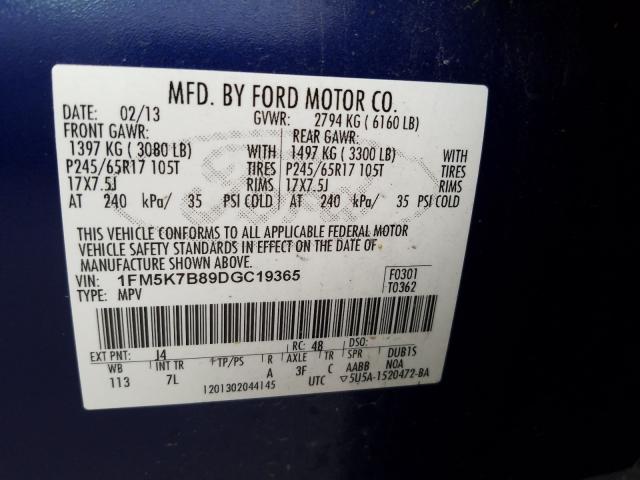 MFD. BY FORD MOTOR CO.
DATE: 02/13 GVWR: 2794 KG ( 6160 LB)
FRONT GAWR: REAR GAWR:
1397 KG ( 3080 LB) WITH 1497 KG ( 3300 LB) WITH
P245/65R17 105T TIRES P245/65R17 105T TIRES
17X7.5J RIMS 17X7.5J RIMS
AT 240 kPa/ 35 PSI COLD AT 240 kPa/ 35 PSI COLD
THIS VEHICLE CONFORMS TO ALL APPLICABLE FEDERAL MOTOR
VEHICLE SAFETY STANDARDS IN EFFECT ON THE DATE OF
MANUFACTURE SHOWN ABOVE.
VIN: 1FM5K7B89DGC19365 F0301
TYPE: MPV T0362
EXT PNT: J4 RC: 48 DSO:
WB INT TR TP/PS R AXLE TR SPR DUB1S
113 7L A 3F C AABB N0A
1201302044145 UTC ▽5U5A-1520472-BA
Ford